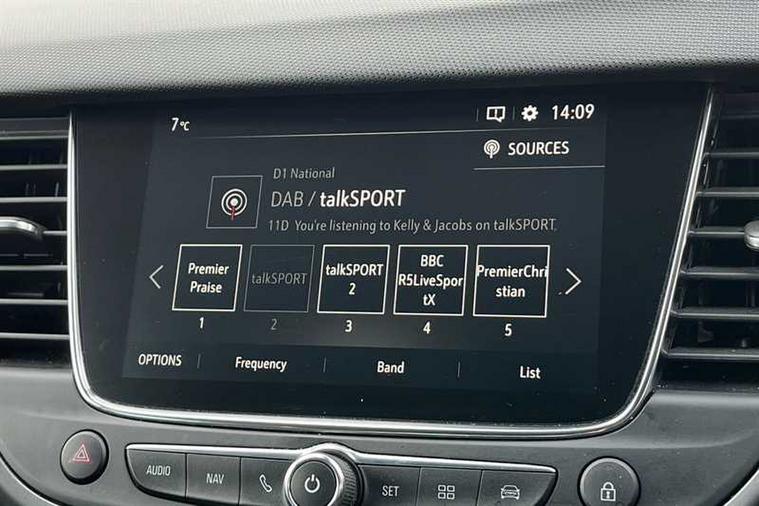 7°C
14:09
SOURCES
D1 National
DAB / talkSPORT
11D You're listening to Kelly & Jacobs on talkSPORT.
Premier
Praise
talkSPORT
talkSPORT
2
BBC
R5LiveSpor
tX
PremierChri
stian
1
2
3
4
5
OPTIONS
Frequency
Band
List
AUDIO
NAV
SET